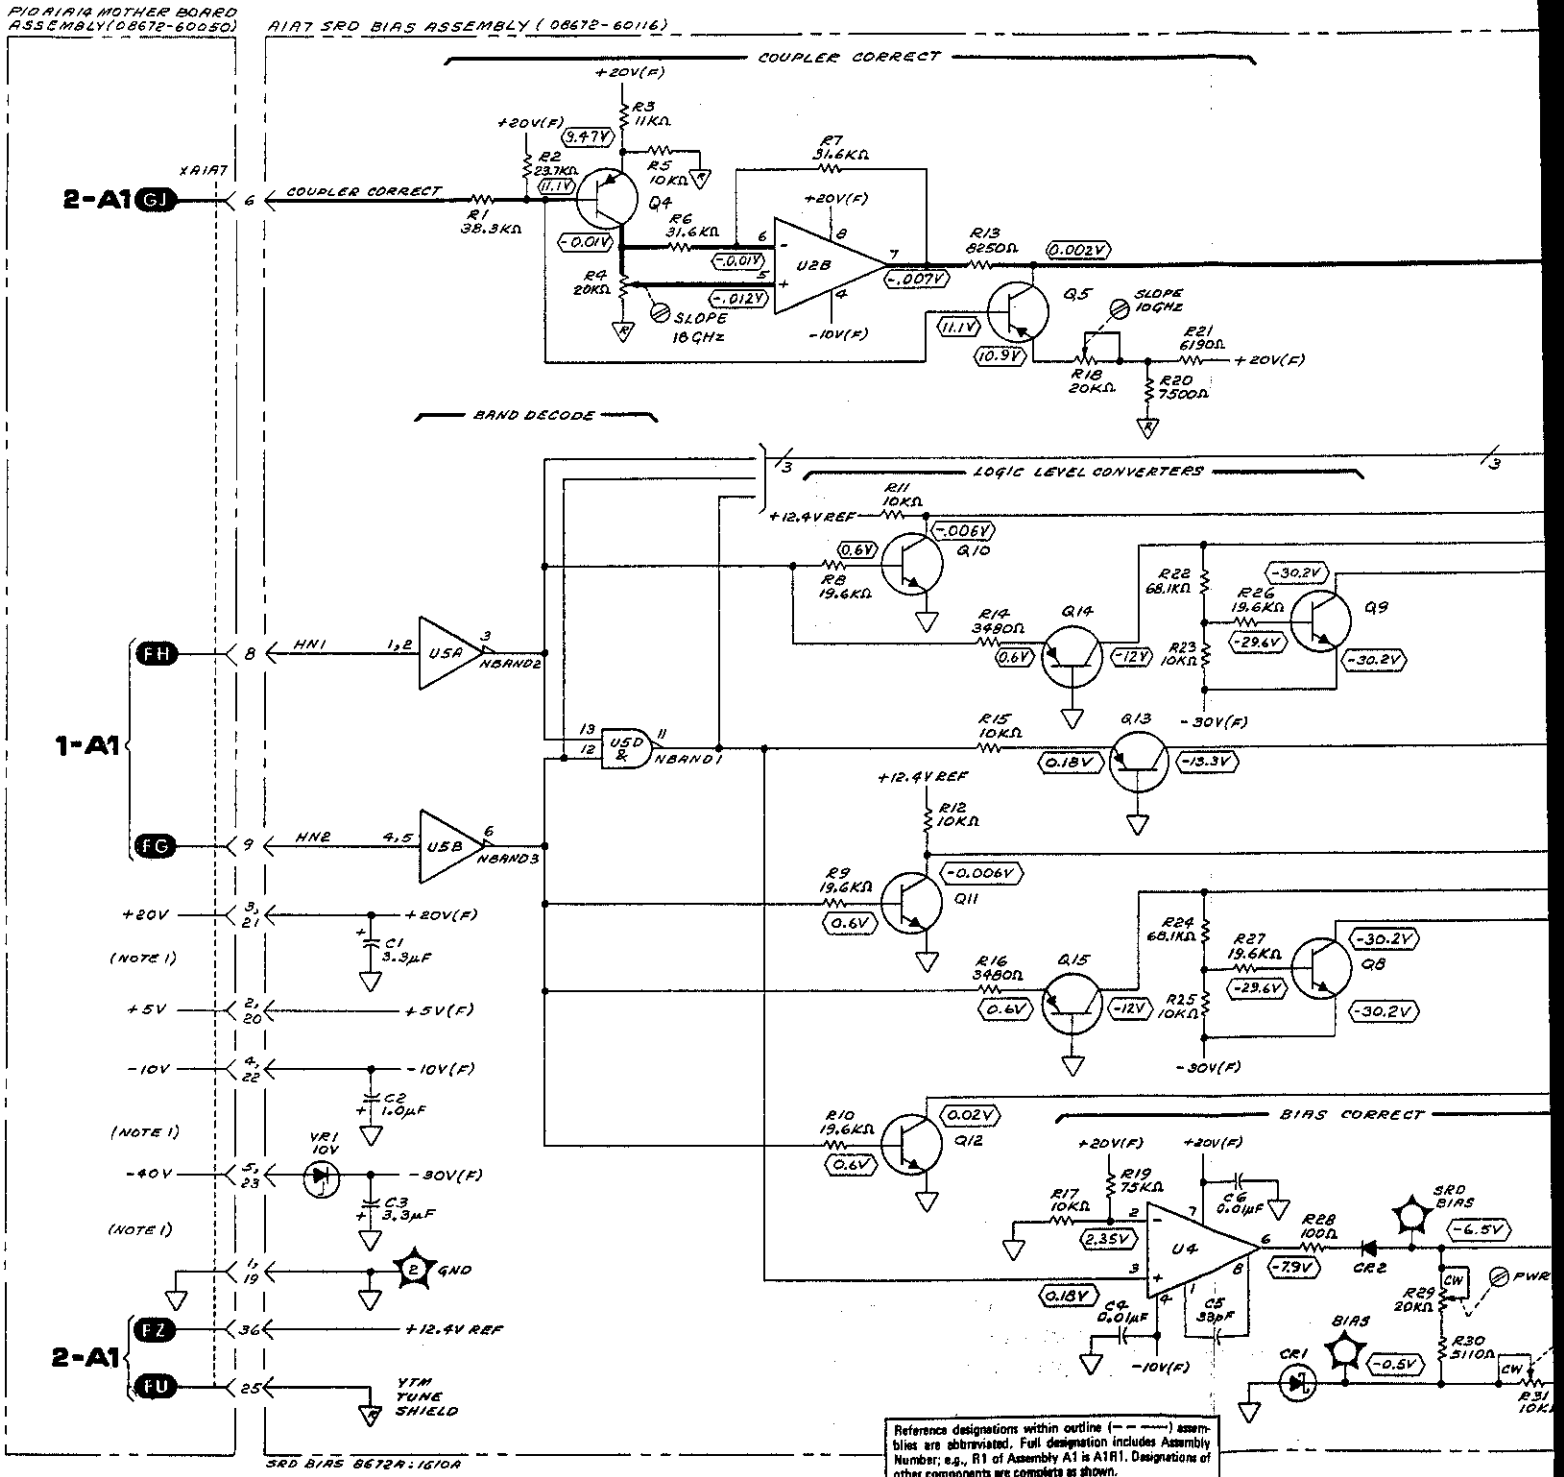 P/O A1A14 MOTHER BOARD
ASSEMBLY(08672-60050)
A1A7 SRD BIAS ASSEMBLY (08672-60116)
COUPLER CORRECT
+20V(F)
R3
11KΩ
+20V(F)
9.47V
R2
23.7KΩ
11.1V
R5
10KΩ
R
R7
31.6KΩ
XA1A7
2-A1 GJ
6
COUPLER CORRECT
R1
38.3KΩ
Q4
-0.01V
R6
31.6KΩ
+20V(F)
8
6
-
-.0.01V
U2B
7
-.007V
5
+
-.012V
4
-10V(F)
R4
20KΩ
R
SLOPE
18 GHz
R13
8250Ω
0.002V
Q5
11.1V
10.9V
SLOPE
10GHz
R18
20KΩ
R21
6190Ω
+20V(F)
R20
7500Ω
R
BAND DECODE
3
3
LOGIC LEVEL CONVERTERS
R11
10KΩ
+12.4V REF
-.006V
0.6V
Q10
R8
19.6KΩ
R14
3480Ω
0.6V
Q14
-12V
R22
68.1KΩ
R26
19.6KΩ
-30.2V
Q9
-29.6V
-30.2V
R23
10KΩ
-30V(F)
FH
8
HN1
1,2
U5A
3
NBAND2
1-A1
13
12
U5D
&
11
NBAND1
R15
10KΩ
0.18V
Q13
-13.3V
+12.4V REF
R12
10KΩ
FG
9
HN2
4,5
U5B
6
NBAND3
-0.006V
R9
19.6KΩ
0.6V
Q11
+20V
3,
21
+20V(F)
+
C1
3.3µF
(NOTE 1)
R24
68.1KΩ
R27
19.6KΩ
-30.2V
Q8
-29.6V
-30.2V
R25
10KΩ
-30V(F)
R16
3480Ω
0.6V
Q15
-12V
+5V
2,
20
+5V(F)
-10V
4,
22
-10V(F)
C2
+
1.0µF
(NOTE 1)
VR1
10V
-40V
5,
23
-30V(F)
C3
+
3.3µF
(NOTE 1)
1,
19
2
GND
R10
19.6KΩ
0.6V
0.02V
Q12
BIAS CORRECT
+20V(F)
+20V(F)
R19
75KΩ
R17
10KΩ
2.35V
2
-
7
C6
0.01µF
U4
6
-7.9V
R28
100Ω
CR2
SRD
BIAS
-6.5V
3
+
0.18V
4
1
8
C4
0.01µF
C5
33pF
-10V(F)
CW
R29
20KΩ
PWR
R30
5110Ω
BIAS
CR1
-0.5V
CW
R31
2-A1
FZ
36
+12.4V REF
FU
25
YTM
TUNE
SHIELD
R
Reference designations within outline (– – –) assem-
blies are abbreviated. Full designation includes Assembly
Number; e.g., R1 of Assembly A1 is A1R1. Designations of
other components are complete as shown.
SRD BIAS 8672A:1610A